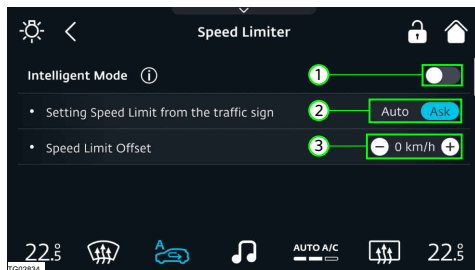 Speed Limiter
Intelligent Mode i 1
• Setting Speed Limit from the traffic sign 2 Auto Ask
• Speed Limit Offset 3 − 0 km/h +
22.5° A AUTO A/C 22.5°
TG02834